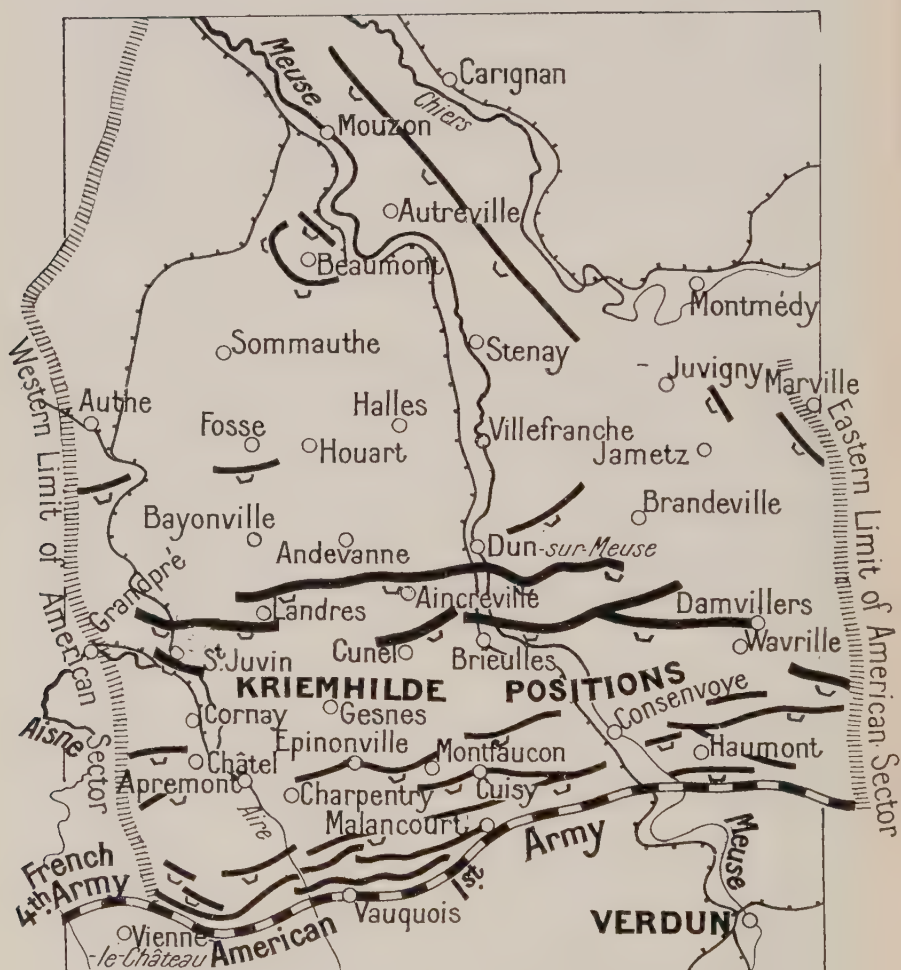 Meuse
Carignan
Chiers
Mouzon
Autreville
Beaumont
Montmédy
Sommauthe
Stenay
Juvigny
Marville
Western Limit of American Sector
Authe
Halles
Fosse
Houart
Villefranche
Jametz
Eastern Limit of American Sector
Brandeville
Bayonville
Andevanne
Dun-sur-Meuse
Grandpré
Landres
Aincreville
Damvillers
St Juvin
Cunel
Brieulles
Wavrille
KRIEMHILDE POSITIONS
Cornay
Gesnes
Consenvoye
Aisne
Châtel
Epinonville
Montfaucon
Haumont
Apremont
Aire
Charpentry
Cuisy
Malancourt
French
4th Army
1st
American
Army
Meuse
Vauquois
VERDUN
Vienne-
-le-Château